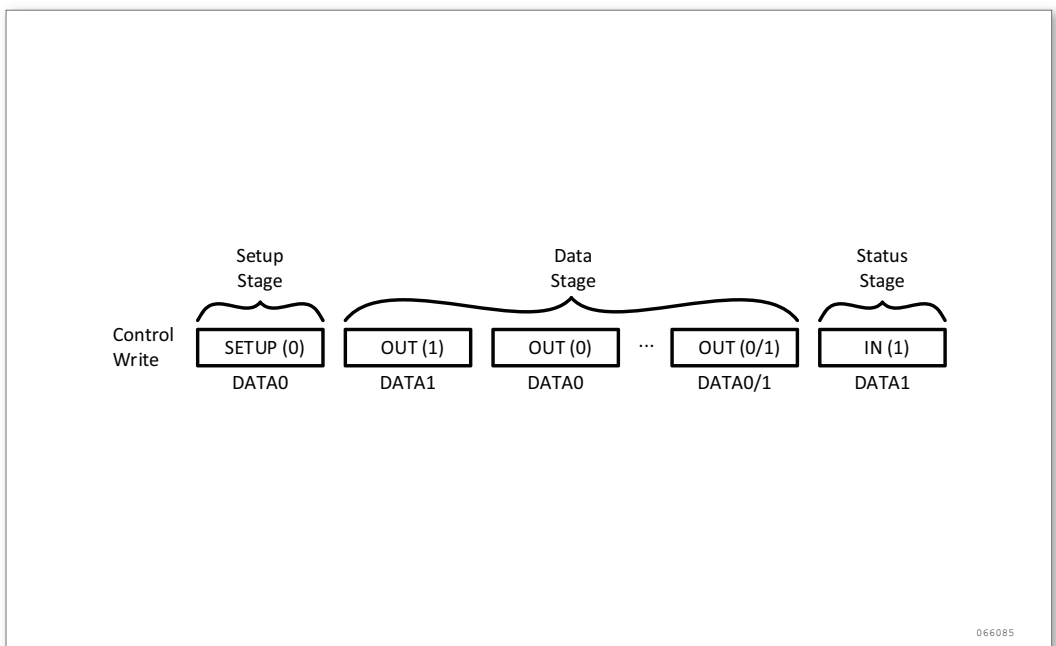 Setup
Stage
Data
Stage
Status
Stage
Control
Write
SETUP (0)
OUT (1)
OUT (0)
...
OUT (0/1)
IN (1)
DATA0
DATA1
DATA0
DATA0/1
DATA1
066085